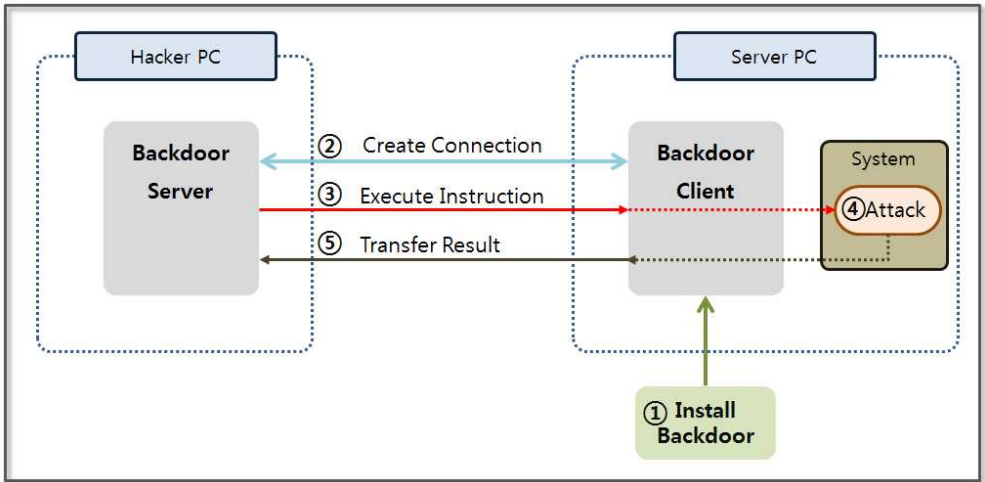 Hacker PC
Server PC
Backdoor
Server
② Create Connection
③ Execute Instruction
⑤ Transfer Result
Backdoor
Client
System
④Attack
① Install
Backdoor